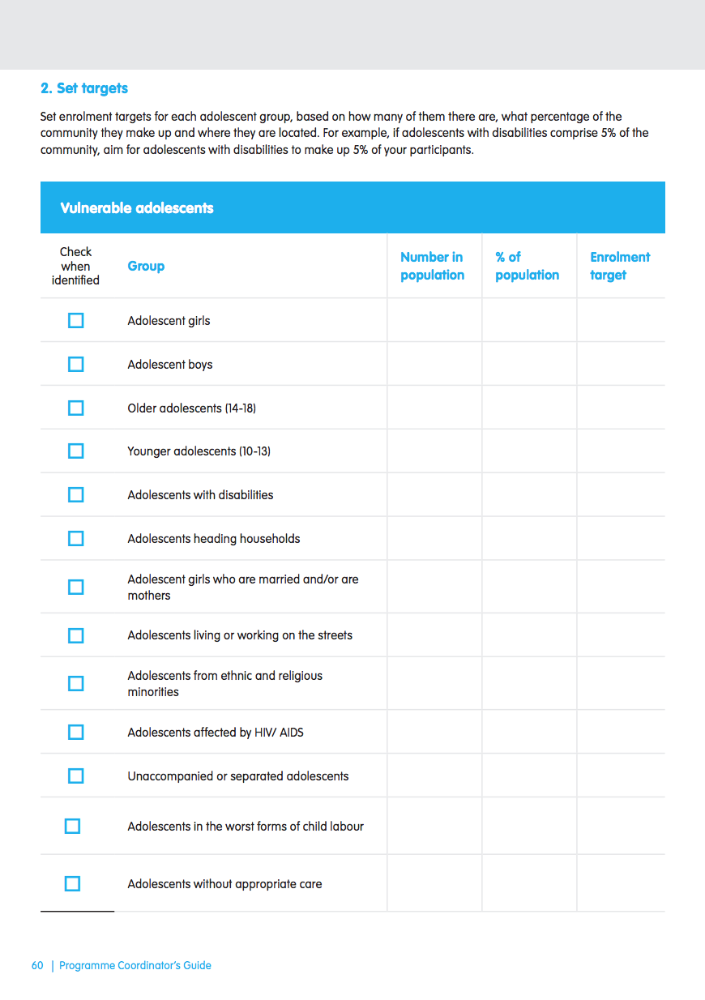 2. Set targets
Set enrolment targets for each adolescent group, based on how many of them there are, what percentage of the
community they make up and where they are located. For example, if adolescents with disabilities comprise 5% of the
community, aim for adolescents with disabilities to make up 5% of your participants.
Vulnerable adolescents
Check
when
identified
Group
Number in
population
% of
population
Enrolment
target
Adolescent girls
Adolescent boys
Older adolescents (14-18)
Younger adolescents (10-13)
Adolescents with disabilities
Adolescents heading households
Adolescent girls who are married and/or are
mothers
Adolescents living or working on the streets
Adolescents from ethnic and religious
minorities
Adolescents affected by HIV/ AIDS
Unaccompanied or separated adolescents
Adolescents in the worst forms of child labour
Adolescents without appropriate care
60 | Programme Coordinator's Guide